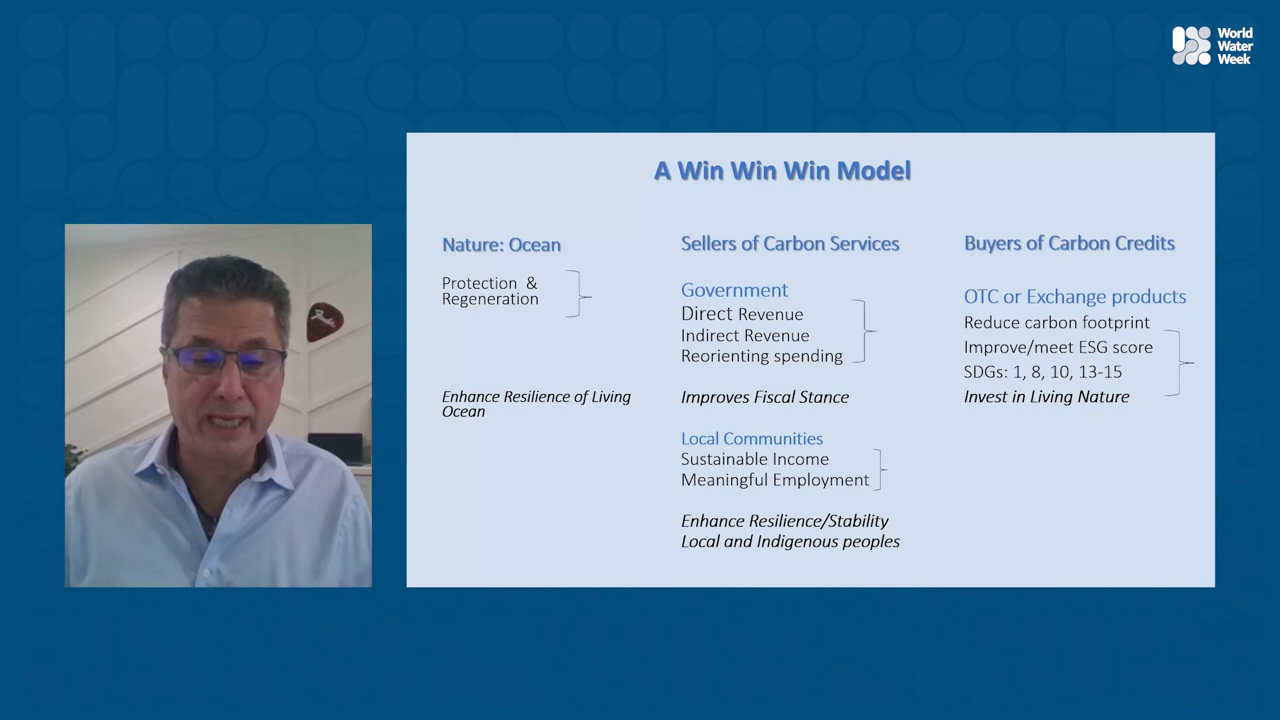 World
Water
Week
A Win Win Win Model
Nature: Ocean
Protection &
Regeneration
Enhance Resilience of Living
Ocean
Sellers of Carbon Services
Government
Direct Revenue
Indirect Revenue
Reorienting spending
Improves Fiscal Stance
Local Communities
Sustainable Income
Meaningful Employment
Enhance Resilience/Stability
Local and Indigenous peoples
Buyers of Carbon Credits
OTC or Exchange products
Reduce carbon footprint
Improve/meet ESG score
SDGs: 1, 8, 10, 13-15
Invest in Living Nature
Fender